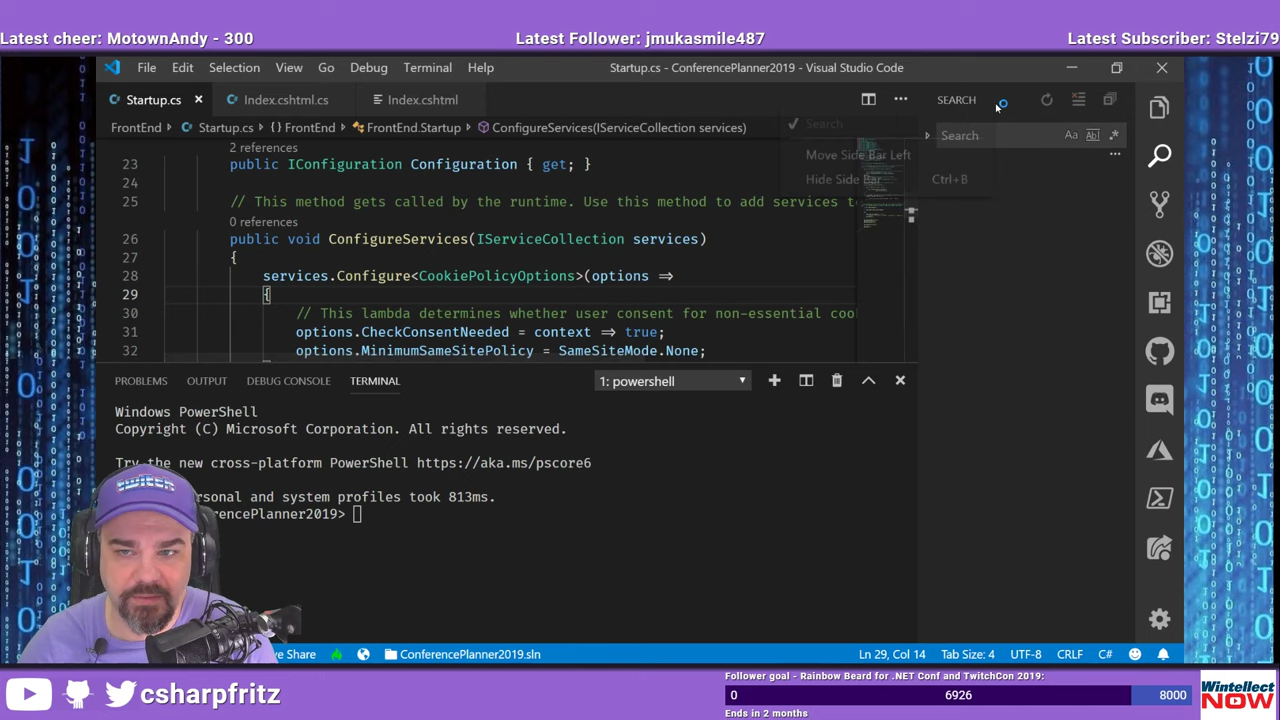 Latest cheer: MotownAndy - 300
Latest Follower: jmukasmile487
Latest Subscriber: Stelzi79
File Edit Selection View Go Debug Terminal Help
Startup.cs - ConferencePlanner2019 - Visual Studio Code
Startup.cs
Index.cshtml.cs
Index.cshtml
SEARCH
FrontEnd > Startup.cs > {} FrontEnd > FrontEnd.Startup > ConfigureServices(IServiceCollection services)
Search
Search
Aa Abl .*
Move Side Bar Left
Hide Side Bar Ctrl+B
2 references
23 public IConfiguration Configuration { get; }
24
25 // This method gets called by the runtime. Use this method to add services to
0 references
26 public void ConfigureServices(IServiceCollection services)
27 {
28 services.Configure<CookiePolicyOptions>(options =>
29 {
30 // This lambda determines whether user consent for non-essential coo
31 options.CheckConsentNeeded = context => true;
32 options.MinimumSameSitePolicy = SameSiteMode.None;
PROBLEMS OUTPUT DEBUG CONSOLE TERMINAL
1: powershell
Windows PowerShell
Copyright (C) Microsoft Corporation. All rights reserved.
Try the new cross-platform PowerShell https://aka.ms/pscore6
ersonal and system profiles took 813ms.
erencePlanner2019>
twitch
ve Share
ConferencePlanner2019.sln
Ln 29, Col 14
Tab Size: 4
UTF-8
CRLF
C#
csharpfritz
Follower goal - Rainbow Beard for .NET Conf and TwitchCon 2019:
0 6926 8000
Ends in 2 months
Wintellect
NOW